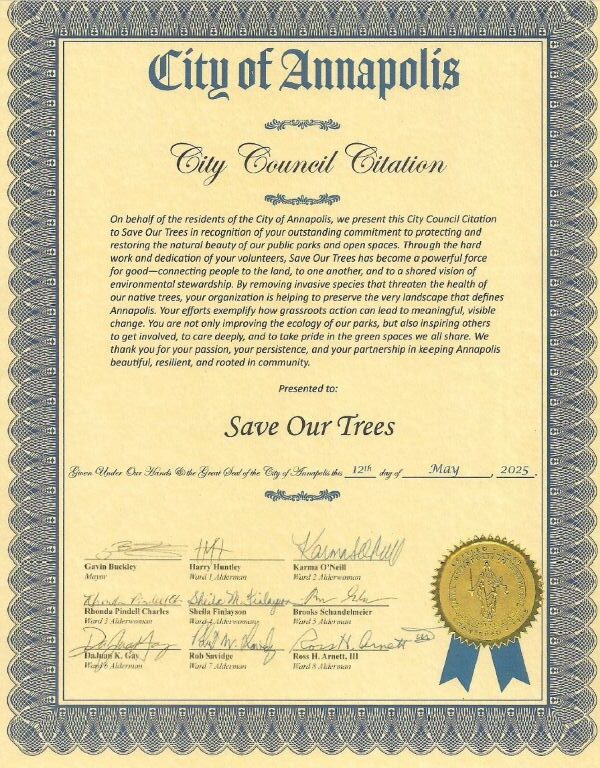 City of Annapolis
City Council Citation
On behalf of the residents of the City of Annapolis, we present this City Council Citation
to Save Our Trees in recognition of your outstanding commitment to protecting and
restoring the natural beauty of our public parks and open spaces. Through the hard
work and dedication of your volunteers, Save Our Trees has become a powerful force
for good—connecting people to the land, to one another, and to a shared vision of
environmental stewardship. By removing invasive species that threaten the health of
our native trees, your organization is helping to preserve the very landscape that defines
Annapolis. Your efforts exemplify how grassroots action can lead to meaningful, visible
change. You are not only improving the ecology of our parks, but also inspiring others
to get involved, to care deeply, and to take pride in the green spaces we all share. We
thank you for your passion, your persistence, and your partnership in keeping Annapolis
beautiful, resilient, and rooted in community.
Presented to:
Save Our Trees
Given Under Our Hands & the Great Seal of the City of Annapolis this 12th day of May, 2025.
Gavin Buckley Harry Huntley Karma O'Neill
Mayor Ward 1 Alderman Ward 2 Alderwoman
Rhonda Pindell Charles Sheila Finlayson Brooks Schandelmeier
Ward 3 Alderwoman Ward 4 Alderwoman Ward 5 Alderman
DaJuan K. Gay Rob Savidge Ross H. Arnett, III
Ward 6 Alderman Ward 7 Alderman Ward 8 Alderman